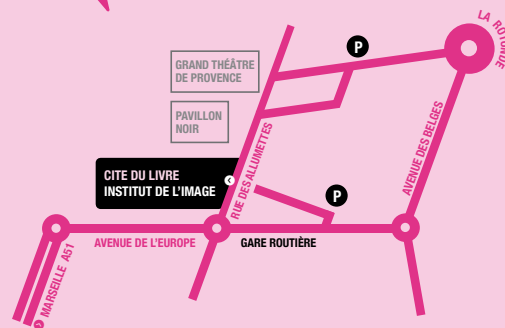 LA ROTONDE
P
GRAND THÉÂTRE
DE PROVENCE
PAVILLON
NOIR
RUE DES ALLUMETTES
AVENUE DES BELGES
CITE DU LIVRE
INSTITUT DE L'IMAGE
P
AVENUE DE L'EUROPE
GARE ROUTIÈRE
MARSEILLE A51